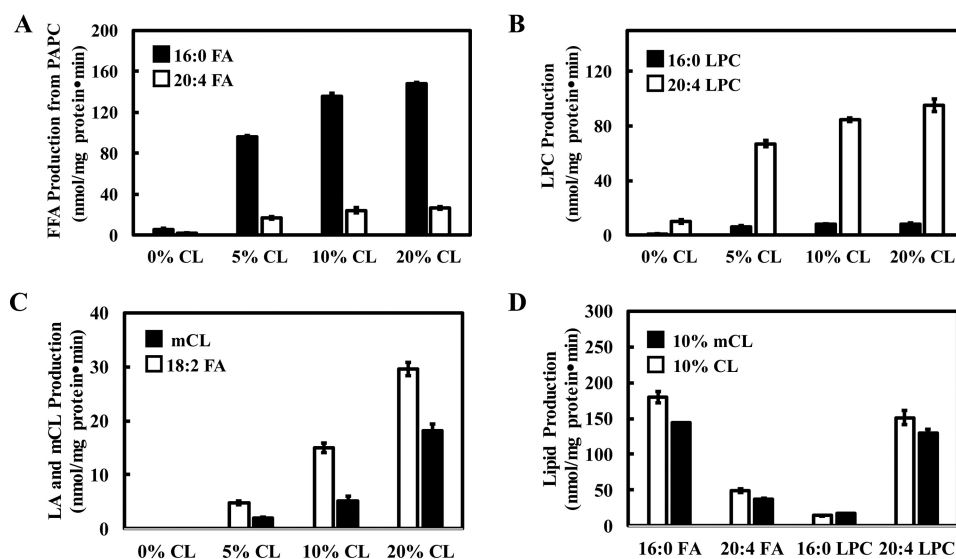 A
FFA Production from PAPC
(nmol/mg protein•min)
200
160
120
80
40
0
16:0 FA
20:4 FA
0% CL 5% CL 10% CL 20% CL
B
LPC Production
(nmol/mg protein•min)
120
80
40
0
16:0 LPC
20:4 LPC
0% CL 5% CL 10% CL 20% CL
C
LA and mCL Production
(nmol/mg protein•min)
40
30
20
10
0
mCL
18:2 FA
0% CL 5% CL 10% CL 20% CL
D
Lipid Production
(nmol/mg protein•min)
300
250
200
150
100
50
0
10% mCL
10% CL
16:0 FA 20:4 FA 16:0 LPC 20:4 LPC